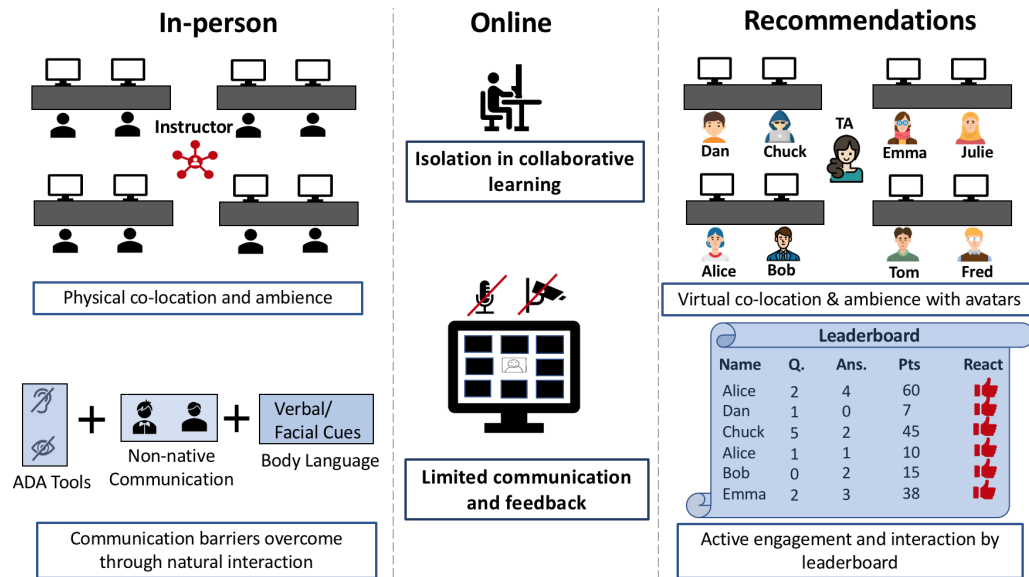 In-person
Instructor
Physical co-location and ambience
ADA Tools
Non-native
Communication
Verbal/
Facial Cues
Body Language
Communication barriers overcome
through natural interaction
Online
Isolation in collaborative
learning
Limited communication
and feedback
Recommendations
TA
Dan
Chuck
Emma
Julie
Alice
Bob
Tom
Fred
Virtual co-location & ambience with avatars
Leaderboard
Name Q. Ans. Pts React
Alice 2 4 60
Dan 1 0 7
Chuck 5 2 45
Alice 1 1 10
Bob 0 2 15
Emma 2 3 38
Active engagement and interaction by
leaderboard